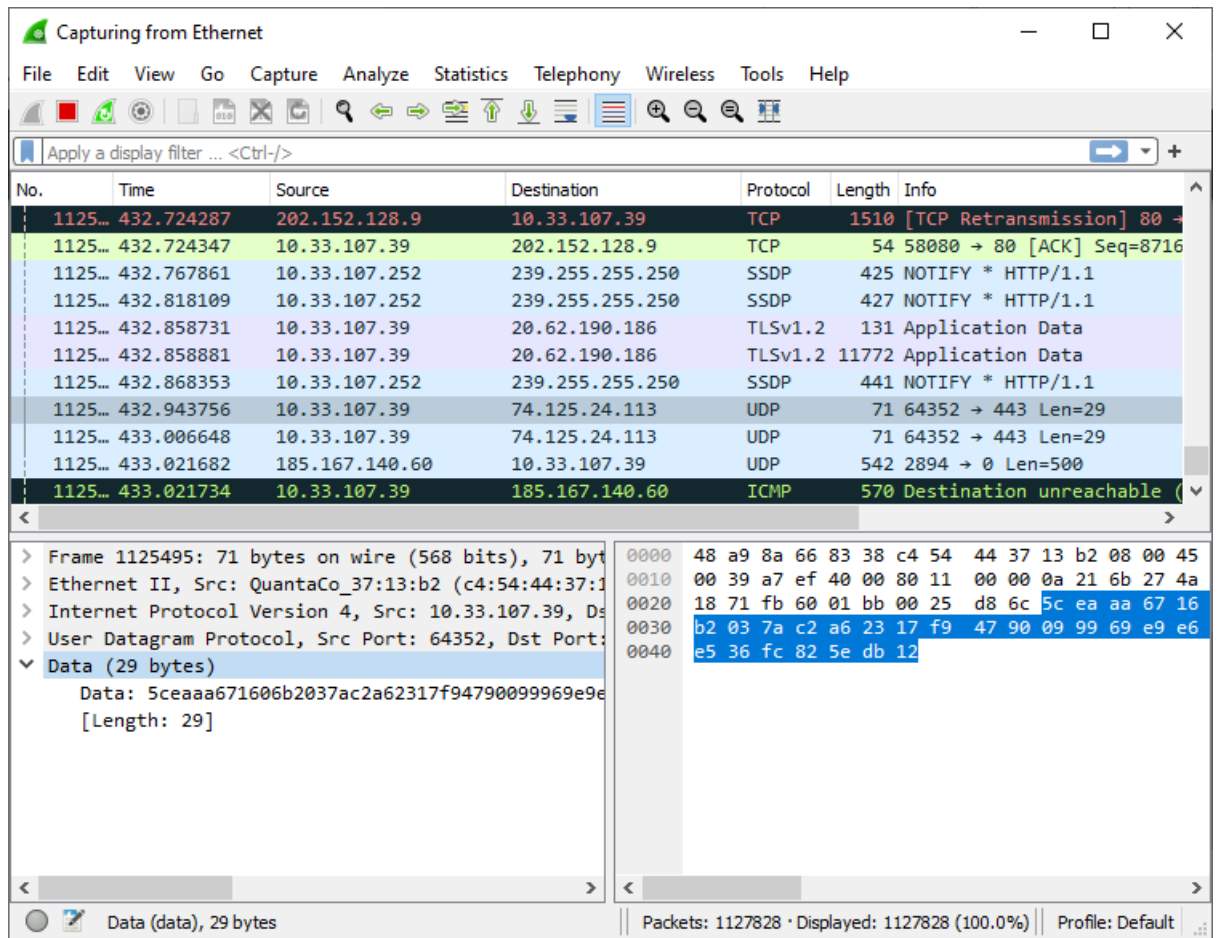 Capturing from Ethernet
File Edit View Go Capture Analyze Statistics Telephony Wireless Tools Help
Apply a display filter ... <Ctrl-/>
No. Time Source Destination Protocol Length Info
1125… 432.724287 202.152.128.9 10.33.107.39 TCP 1510 [TCP Retransmission] 80 →
1125… 432.724347 10.33.107.39 202.152.128.9 TCP 54 58080 → 80 [ACK] Seq=8716
1125… 432.767861 10.33.107.252 239.255.255.250 SSDP 425 NOTIFY * HTTP/1.1
1125… 432.818109 10.33.107.252 239.255.255.250 SSDP 427 NOTIFY * HTTP/1.1
1125… 432.858731 10.33.107.39 20.62.190.186 TLSv1.2 131 Application Data
1125… 432.858881 10.33.107.39 20.62.190.186 TLSv1.2 11772 Application Data
1125… 432.868353 10.33.107.252 239.255.255.250 SSDP 441 NOTIFY * HTTP/1.1
1125… 432.943756 10.33.107.39 74.125.24.113 UDP 71 64352 → 443 Len=29
1125… 433.006648 10.33.107.39 74.125.24.113 UDP 71 64352 → 443 Len=29
1125… 433.021682 185.167.140.60 10.33.107.39 UDP 542 2894 → 0 Len=500
1125… 433.021734 10.33.107.39 185.167.140.60 ICMP 570 Destination unreachable (
Frame 1125495: 71 bytes on wire (568 bits), 71 byt
Ethernet II, Src: QuantaCo_37:13:b2 (c4:54:44:37:1
Internet Protocol Version 4, Src: 10.33.107.39, Ds
User Datagram Protocol, Src Port: 64352, Dst Port:
Data (29 bytes)
Data: 5ceaaa671606b2037ac2a62317f94790099969e9e
[Length: 29]
0000 48 a9 8a 66 83 38 c4 54 44 37 13 b2 08 00 45
0010 00 39 a7 ef 40 00 80 11 00 00 0a 21 6b 27 4a
0020 18 71 fb 60 01 bb 00 25 d8 6c 5c ea aa 67 16
0030 b2 03 7a c2 a6 23 17 f9 47 90 09 99 69 e9 e6
0040 e5 36 fc 82 5e db 12
Data (data), 29 bytes Packets: 1127828 · Displayed: 1127828 (100.0%) Profile: Default